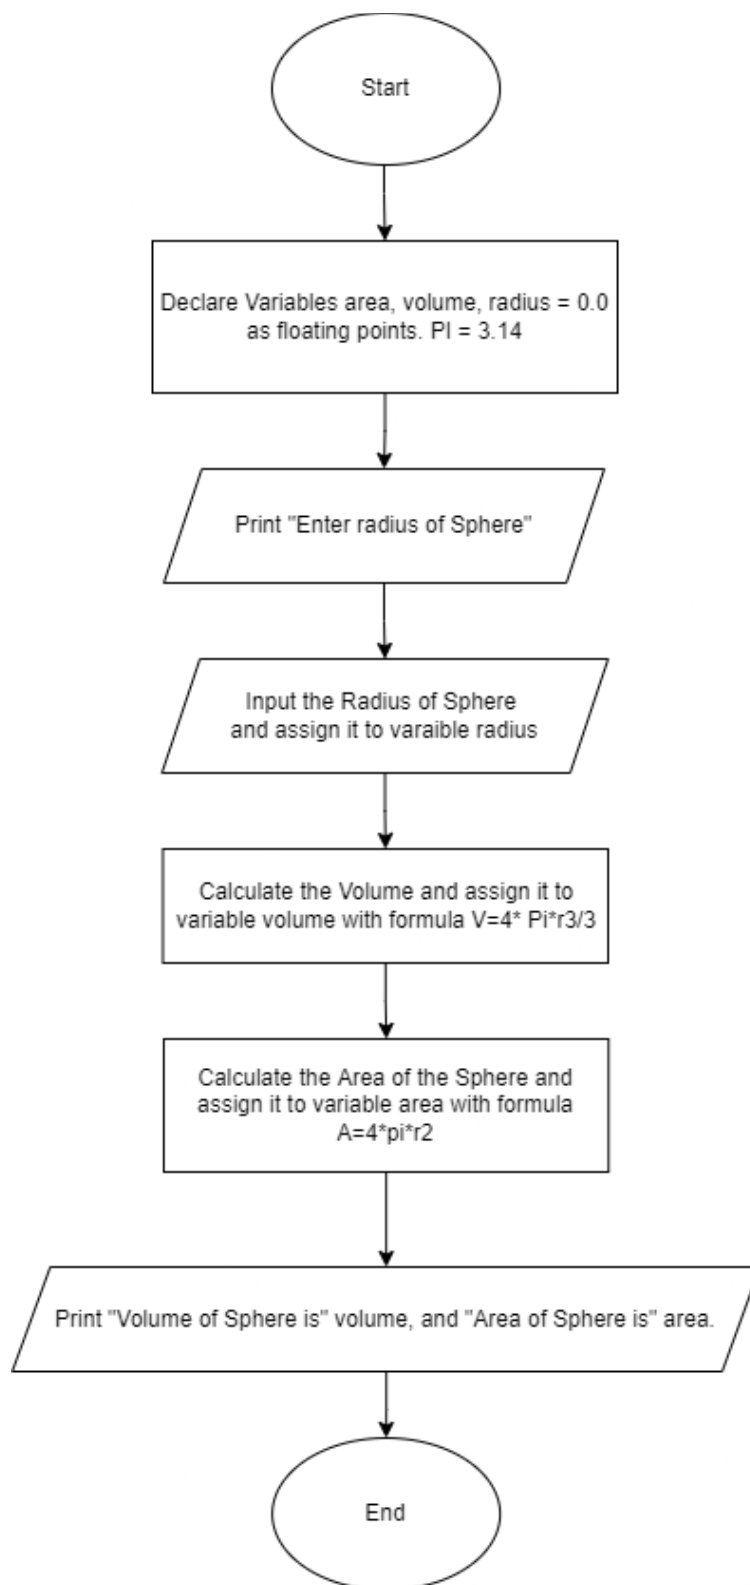 Start
Declare Variables area, volume, radius = 0.0
as floating points. PI = 3.14
Print "Enter radius of Sphere"
Input the Radius of Sphere
and assign it to varaible radius
Calculate the Volume and assign it to
variable volume with formula V=4* Pi*r3/3
Calculate the Area of the Sphere and
assign it to variable area with formula
A=4*pi*r2
Print "Volume of Sphere is" volume, and "Area of Sphere is" area.
End